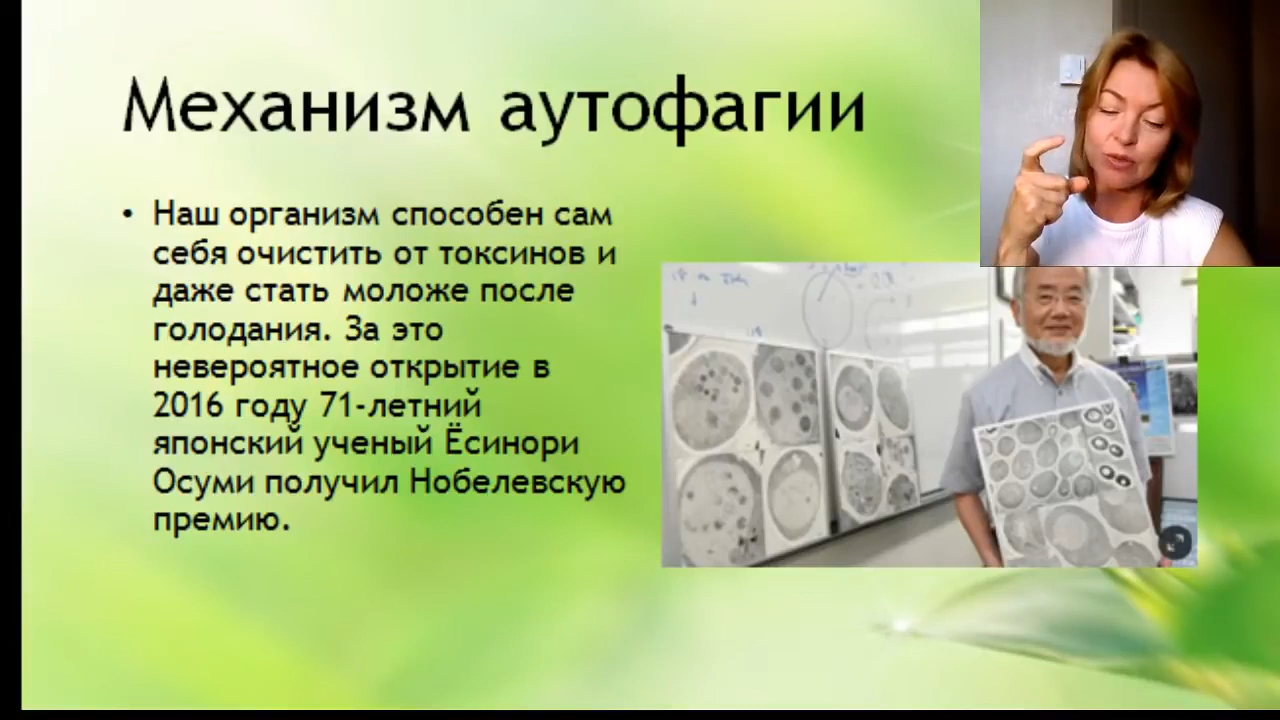 Механизм аутофагии
• Наш организм способен сам
себя очистить от токсинов и
даже стать моложе после
голодания. За это
невероятное открытие в
2016 году 71-летний
японский ученый Ёсинори
Осуми получил Нобелевскую
премию.